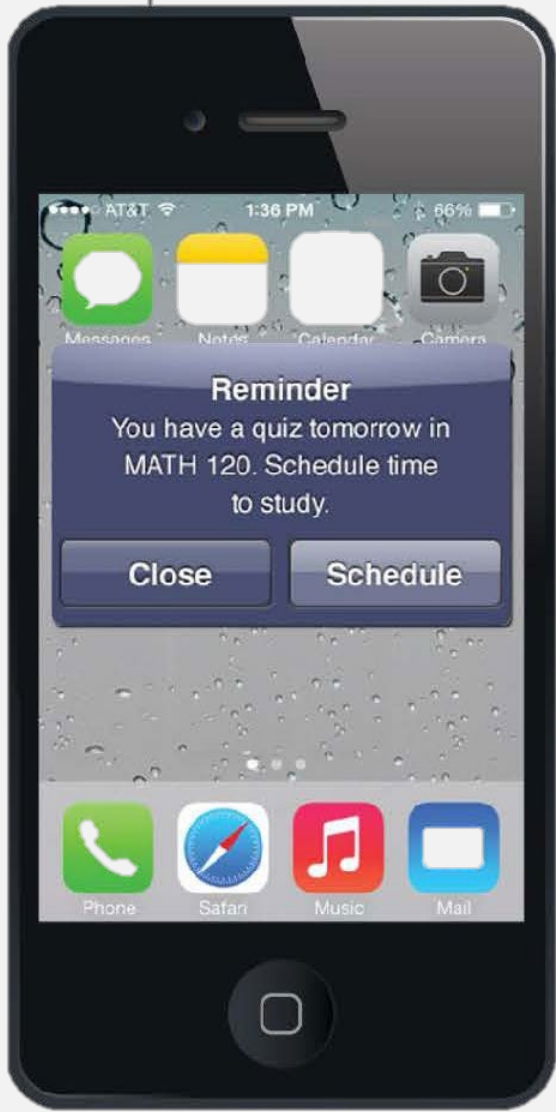 AT&T 1:36 PM 66%
Messages Notes Calendar Camera
Reminder
You have a quiz tomorrow in
MATH 120. Schedule time
to study.
Close Schedule
Phone Safari Music Mail